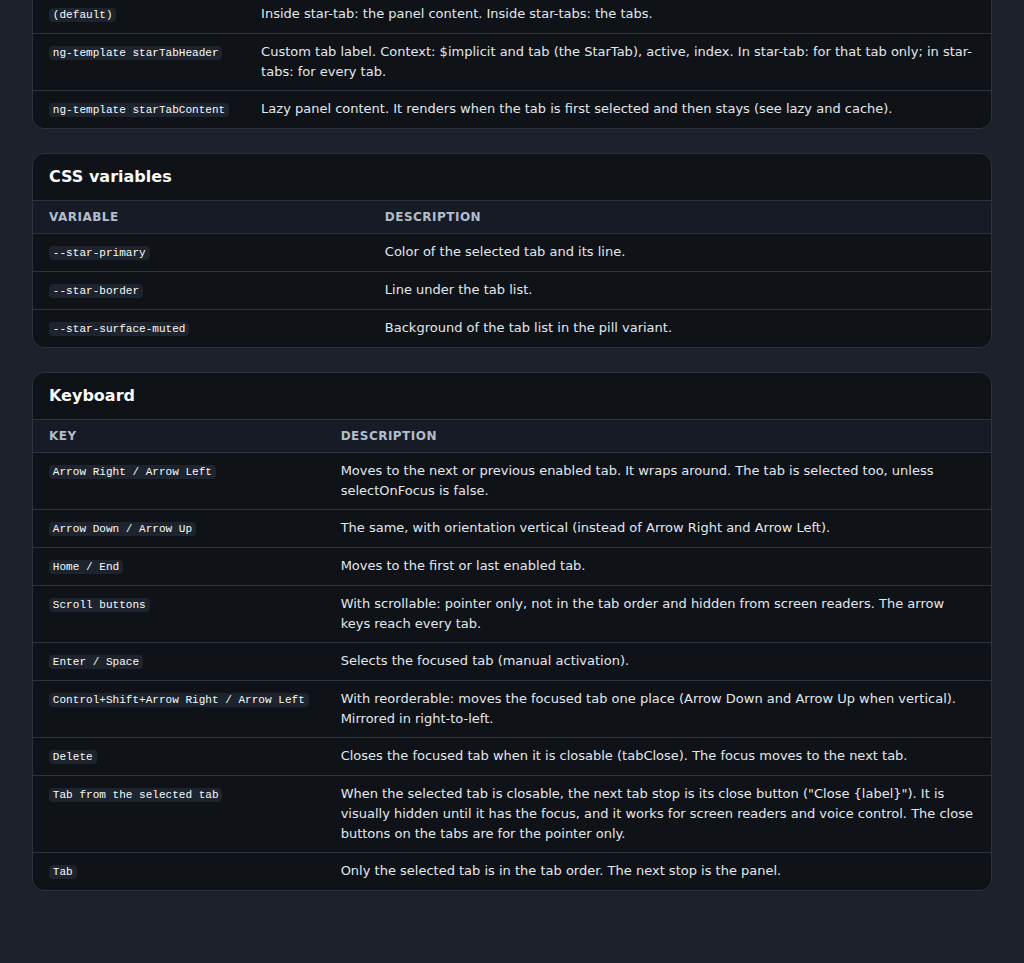 (default) Inside star-tab: the panel content. Inside star-tabs: the tabs.
ng-template starTabHeader Custom tab label. Context: $implicit and tab (the StarTab), active, index. In star-tab: for that tab only; in star-
tabs: for every tab.
ng-template starTabContent Lazy panel content. It renders when the tab is first selected and then stays (see lazy and cache).
CSS variables
VARIABLE DESCRIPTION
--star-primary Color of the selected tab and its line.
--star-border Line under the tab list.
--star-surface-muted Background of the tab list in the pill variant.
Keyboard
KEY DESCRIPTION
Arrow Right / Arrow Left Moves to the next or previous enabled tab. It wraps around. The tab is selected too, unless
selectOnFocus is false.
Arrow Down / Arrow Up The same, with orientation vertical (instead of Arrow Right and Arrow Left).
Home / End Moves to the first or last enabled tab.
Scroll buttons With scrollable: pointer only, not in the tab order and hidden from screen readers. The arrow
keys reach every tab.
Enter / Space Selects the focused tab (manual activation).
Control+Shift+Arrow Right / Arrow Left With reorderable: moves the focused tab one place (Arrow Down and Arrow Up when vertical).
Mirrored in right-to-left.
Delete Closes the focused tab when it is closable (tabClose). The focus moves to the next tab.
Tab from the selected tab When the selected tab is closable, the next tab stop is its close button ("Close {label}"). It is
visually hidden until it has the focus, and it works for screen readers and voice control. The close
buttons on the tabs are for the pointer only.
Tab Only the selected tab is in the tab order. The next stop is the panel.